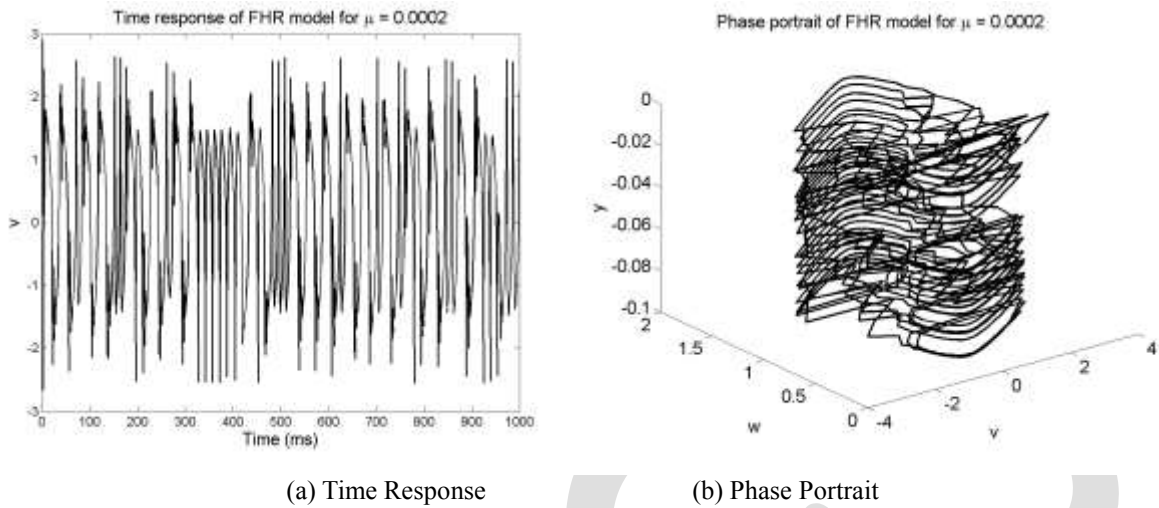 Time response of FHR model for μ = 0.0002
3
2
1
0
-1
-2
-3
v
0 100 200 300 400 500 600 700 800 900 1000
Time (ms)
Phase portrait of FHR model for μ = 0.0002
0
-0.02
-0.04
-0.06
-0.08
-0.1
y
2
1.5
1
0.5
0
w
-4
-2
0
2
4
v
(a) Time Response
(b) Phase Portrait